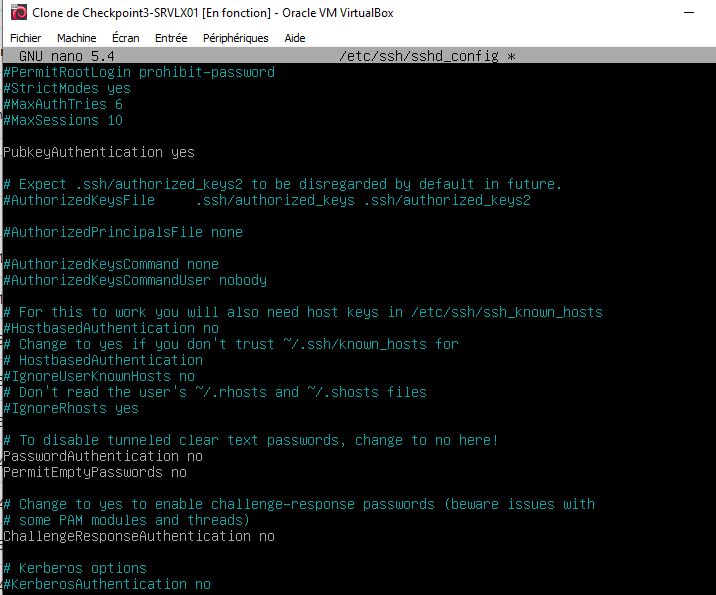 Clone de Checkpoint3-SRVLX01 [En fonction] - Oracle VM VirtualBox
Fichier Machine Écran Entrée Périphériques Aide
GNU nano 5.4 /etc/ssh/sshd_config *
#PermitRootLogin prohibit-password
#StrictModes yes
#MaxAuthTries 6
#MaxSessions 10
PubkeyAuthentication yes
# Expect .ssh/authorized_keys2 to be disregarded by default in future.
#AuthorizedKeysFile .ssh/authorized_keys .ssh/authorized_keys2
#AuthorizedPrincipalsFile none
#AuthorizedKeysCommand none
#AuthorizedKeysCommandUser nobody
# For this to work you will also need host keys in /etc/ssh/ssh_known_hosts
#HostbasedAuthentication no
# Change to yes if you don't trust ~/.ssh/known_hosts for
# HostbasedAuthentication
#IgnoreUserKnownHosts no
# Don't read the user's ~/.rhosts and ~/.shosts files
#IgnoreRhosts yes
# To disable tunneled clear text passwords, change to no here!
PasswordAuthentication no
PermitEmptyPasswords no
# Change to yes to enable challenge-response passwords (beware issues with
# some PAM modules and threads)
ChallengeResponseAuthentication no
# Kerberos options
#KerberosAuthentication no